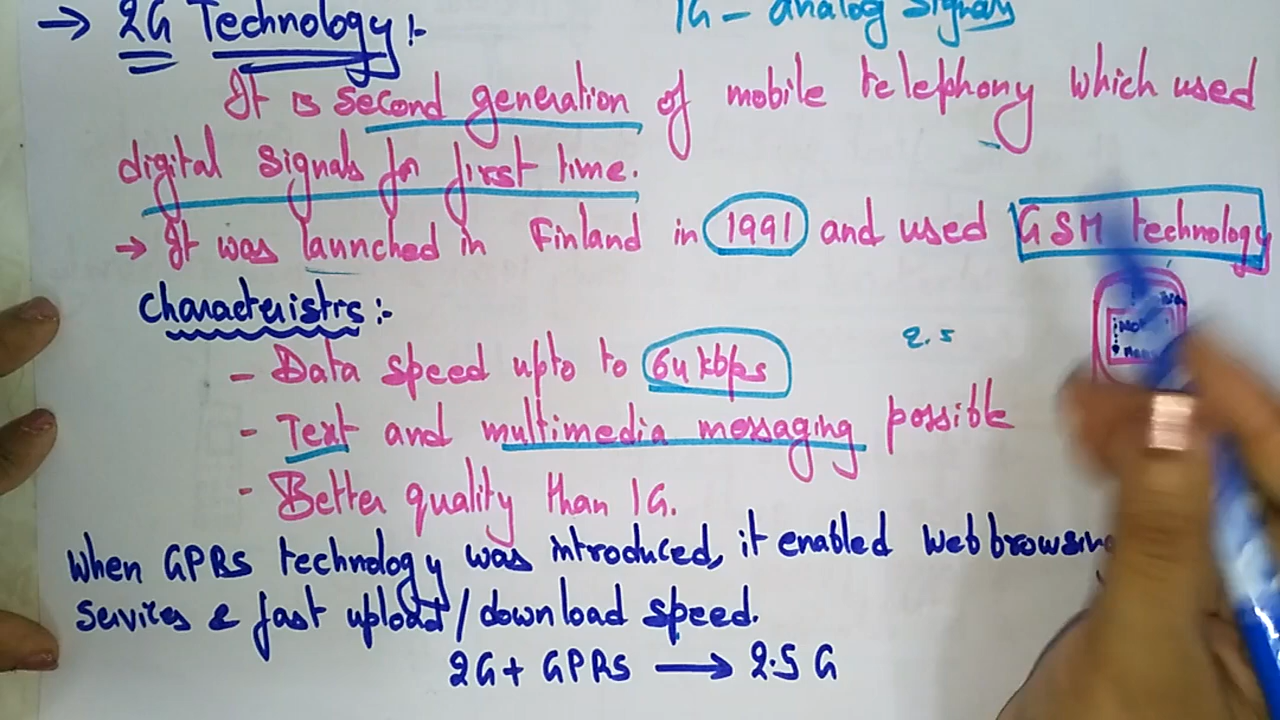 1G - analog signals
→ 2G Technology :-
It is second generation of mobile telephony which used
digital signals for first time.
→ It was launched in Finland in 1991 and used GSM technology
Characteristrs :-
2.5
- Data speed upto to 64 kbps
- Text and multimedia messaging possible
- Better quality than 1G.
When GPRS technology was introduced, it enabled web browsing
Services & fast upload / download speed.
2G + GPRS → 2.5 G